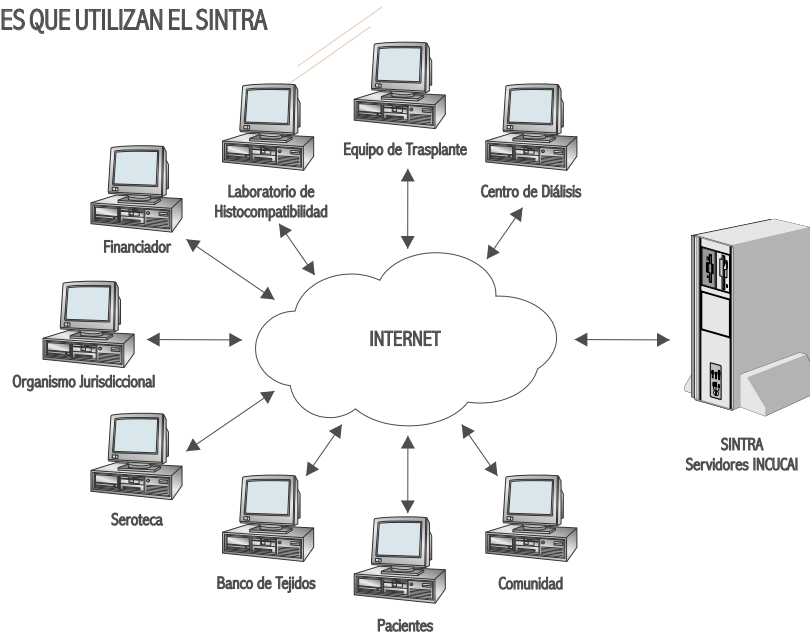 ES QUE UTILIZAN EL SINTRA
Equipo de Trasplante
Laboratorio de
Histocompatibilidad
Centro de Diálisis
Financiador
INTERNET
Organismo Jurisdiccional
SINTRA
Servidores INCUCAI
Seroteca
Banco de Tejidos
Comunidad
Pacientes